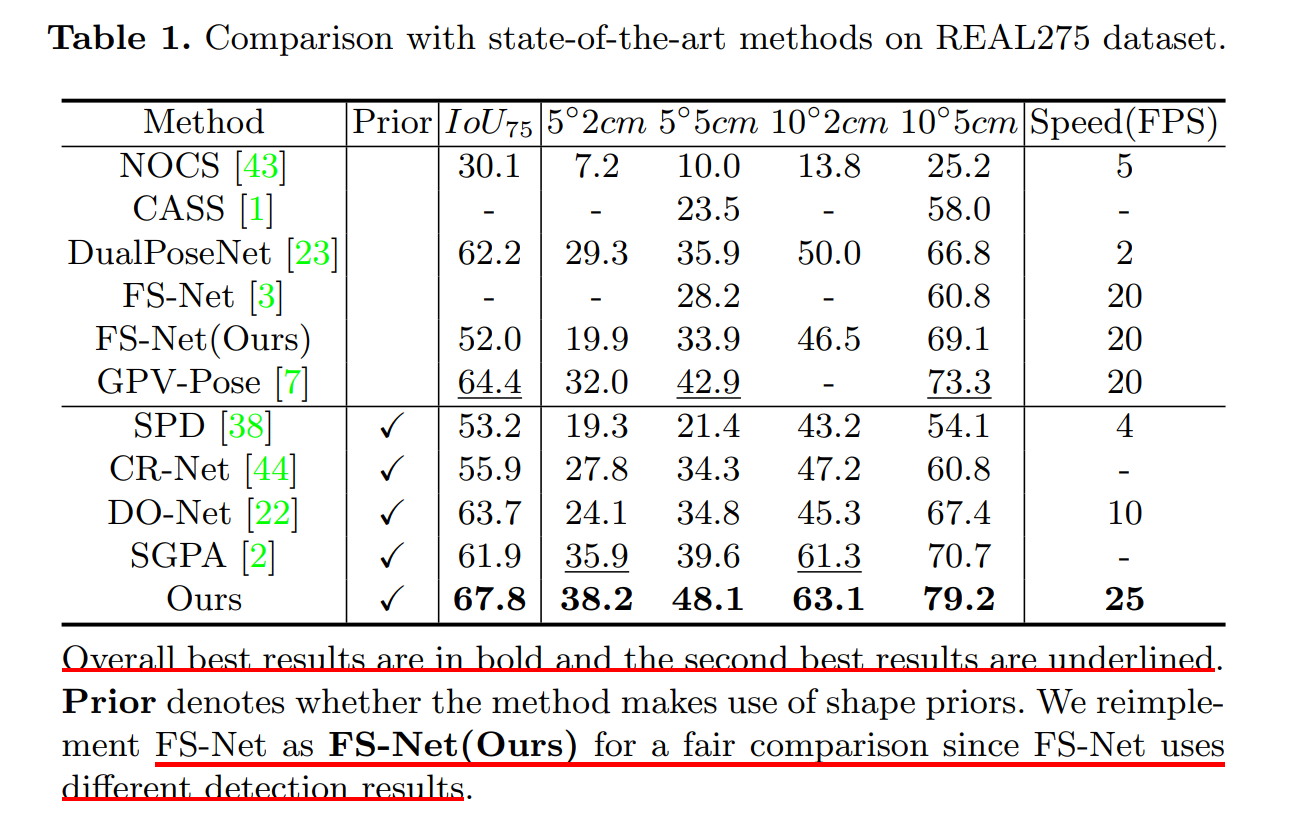 Table 1. Comparison with state-of-the-art methods on REAL275 dataset.
Method Prior IoU75 5°2cm 5°5cm 10°2cm 10°5cm Speed(FPS)
NOCS [43] 30.1 7.2 10.0 13.8 25.2 5
CASS [1] - - 23.5 - 58.0 -
DualPoseNet [23] 62.2 29.3 35.9 50.0 66.8 2
FS-Net [3] - - 28.2 - 60.8 20
FS-Net(Ours) 52.0 19.9 33.9 46.5 69.1 20
GPV-Pose [7] 64.4 32.0 42.9 - 73.3 20
SPD [38] ✓ 53.2 19.3 21.4 43.2 54.1 4
CR-Net [44] ✓ 55.9 27.8 34.3 47.2 60.8 -
DO-Net [22] ✓ 63.7 24.1 34.8 45.3 67.4 10
SGPA [2] ✓ 61.9 35.9 39.6 61.3 70.7 -
Ours ✓ 67.8 38.2 48.1 63.1 79.2 25
Overall best results are in bold and the second best results are underlined.
Prior denotes whether the method makes use of shape priors. We reimple-
ment FS-Net as FS-Net(Ours) for a fair comparison since FS-Net uses
different detection results.